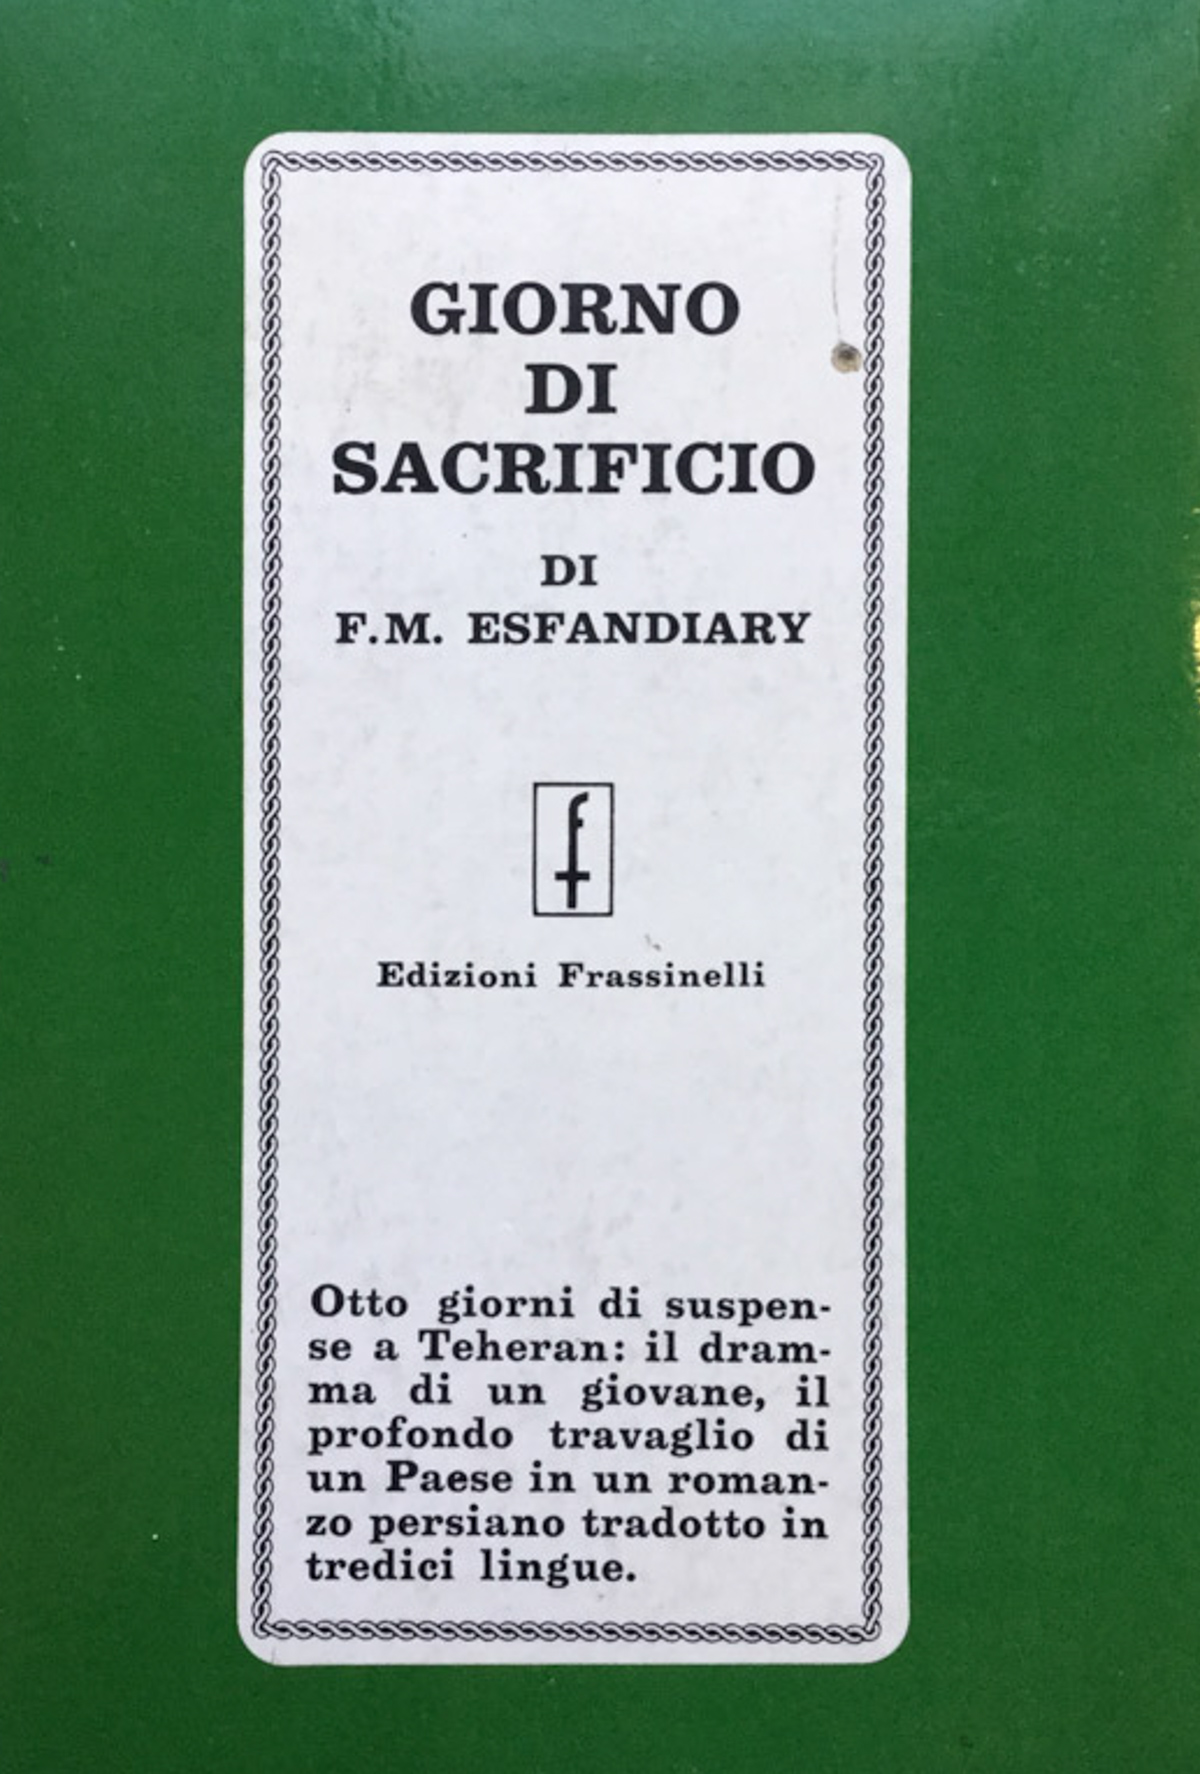 GIORNO
DI
SACRIFICIO
DI
F.M. ESFANDIARY
f
Edizioni Frassinelli
Otto giorni di suspen-
se a Teheran: il dram-
ma di un giovane, il
profondo travaglio di
un Paese in un roman-
zo persiano tradotto in
tredici lingue.